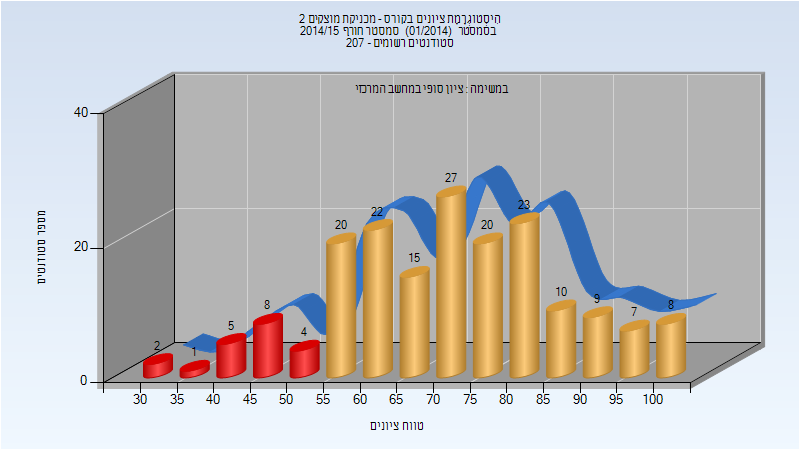 היסטוגרמת ציונים בקורס - מכניקת מוצקים 2
בסמסטר (01/2014) סמסטר חורף 2014/15
סטודנטים רשומים - 207
במשימה : ציון סופי במחשב המרכזי
מספר סטודנטים
40
20
0
2
1
5
8
4
20
22
15
27
20
23
10
9
7
8
30 35 40 45 50 55 60 65 70 75 80 85 90 95 100
טווח ציונים